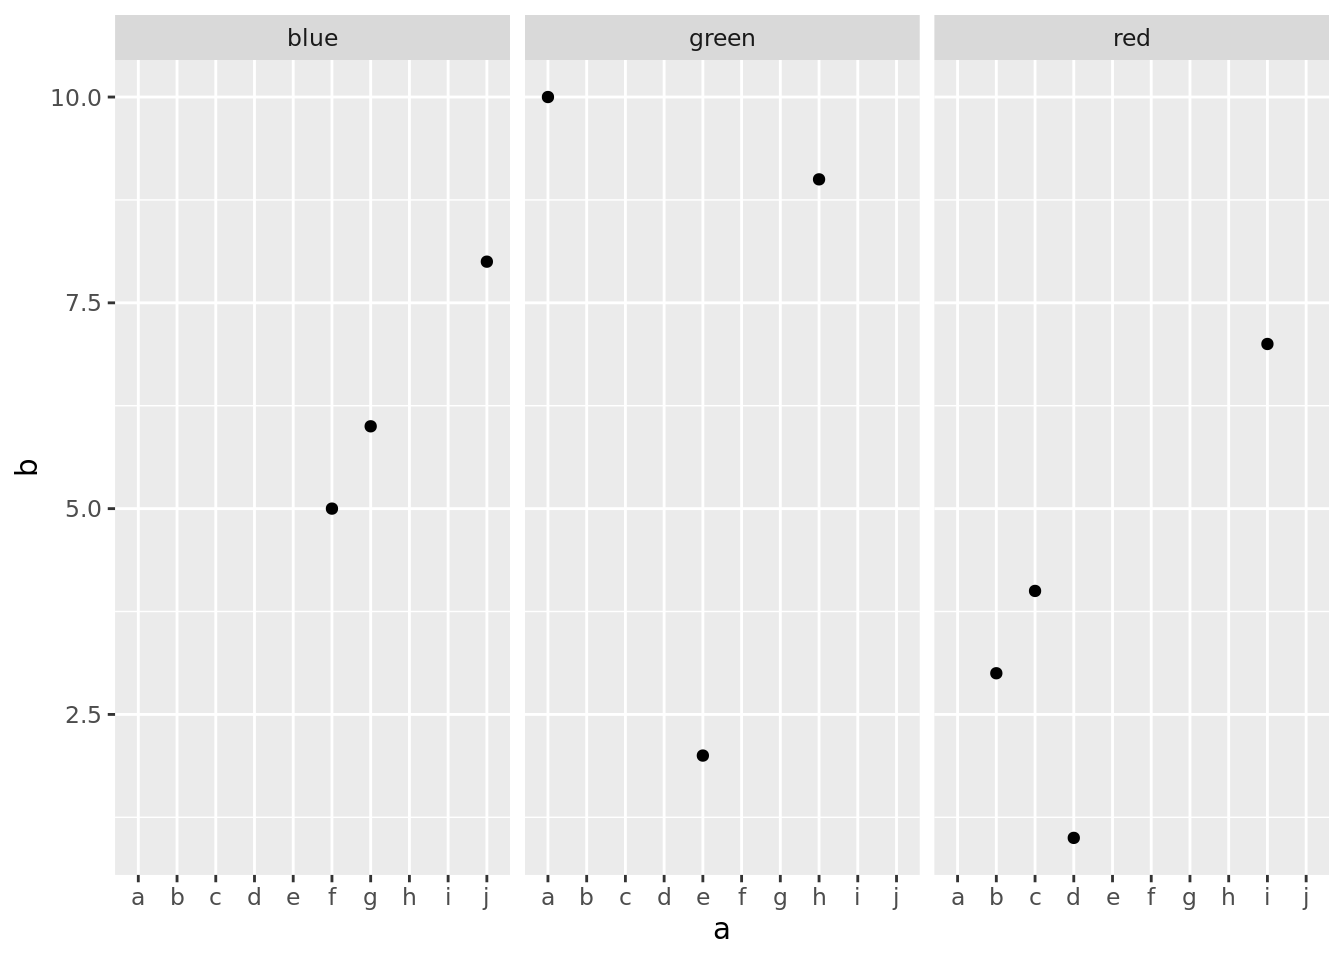 blue green red
10.0
7.5
5.0
2.5
b
a b c d e f g h i j a b c d e f g h i j a b c d e f g h i j
a